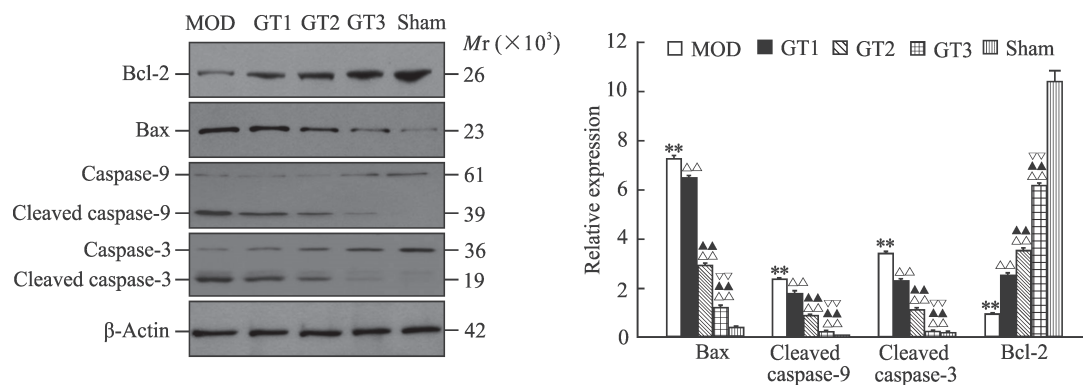 MOD GT1 GT2 GT3 Sham
Mr (×10³)
Bcl-2 26
Bax 23
Caspase-9 61
Cleaved caspase-9 39
Caspase-3 36
Cleaved caspase-3 19
β-Actin 42
MOD GT1 GT2 GT3 Sham
Relative expression
12
10
8
6
4
2
0
** △△ ▲▲ △△ ▽▽ ▲▲ △△
** △△ ▲▲ △△ ▽▽ ▲▲ △△
** △△ ▲▲ △△ ▽▽ ▲▲ △△
** △△ ▲▲ △△ ▽▽ ▲▲ △△
Bax
Cleaved
caspase-9
Cleaved
caspase-3
Bcl-2